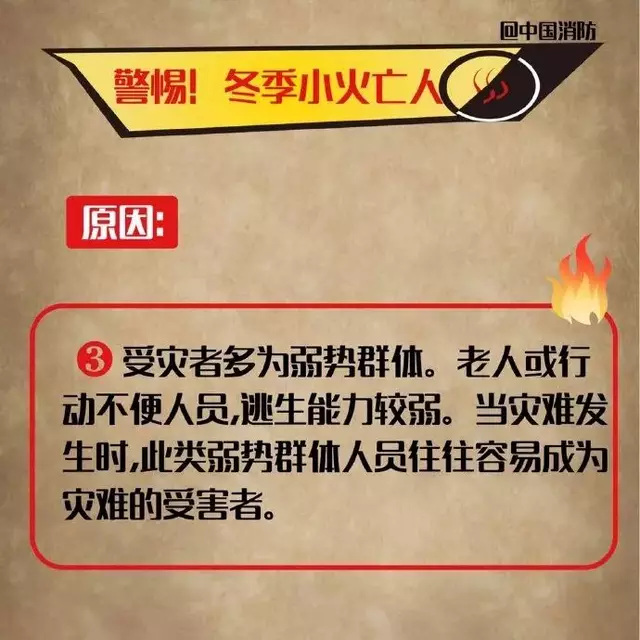 @中国消防
警惕!冬季小火亡人
原因:
3 受灾者多为弱势群体。老人或行
动不便人员,逃生能力较弱。当灾难发
生时,此类弱势群体人员往往容易成为
灾难的受害者。